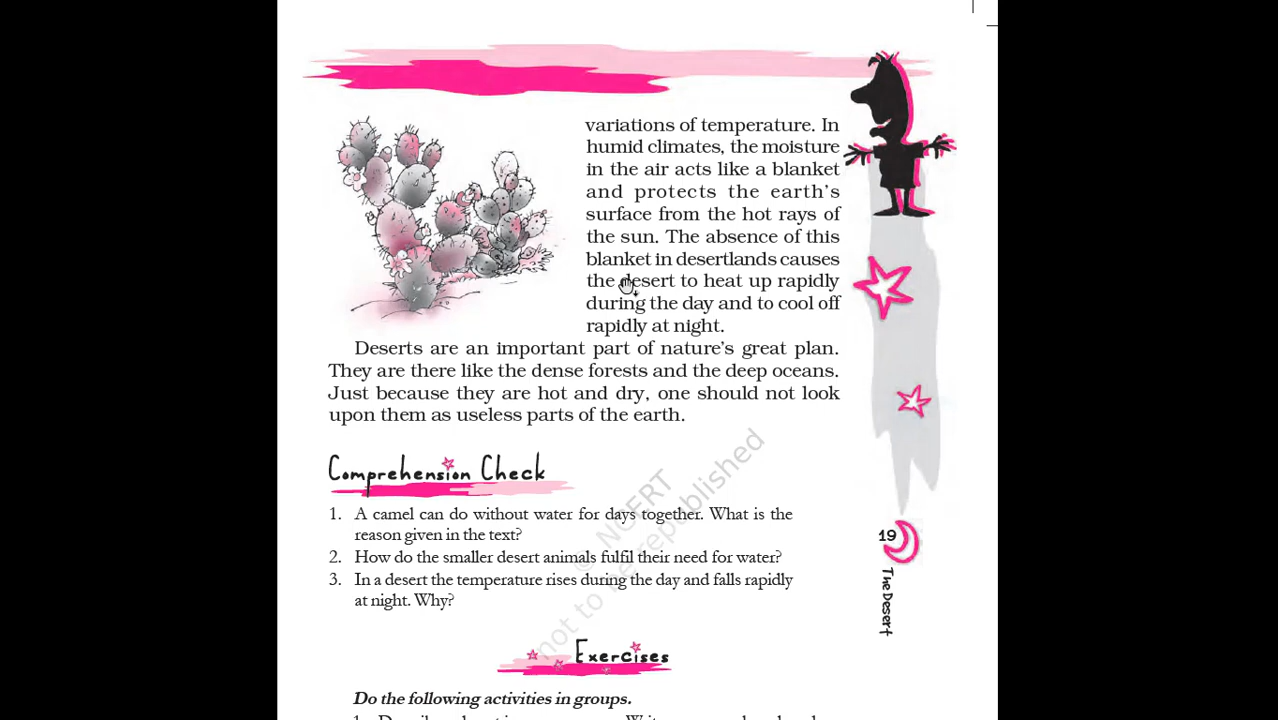 variations of temperature. In
humid climates, the moisture
in the air acts like a blanket
and protects the earth's
surface from the hot rays of
the sun. The absence of this
blanket in desertlands causes
the desert to heat up rapidly
during the day and to cool off
rapidly at night.
Deserts are an important part of nature's great plan.
They are there like the dense forests and the deep oceans.
Just because they are hot and dry, one should not look
upon them as useless parts of the earth.
Comprehension Check
1. A camel can do without water for days together. What is the
reason given in the text?
2. How do the smaller desert animals fulfil their need for water?
3. In a desert the temperature rises during the day and falls rapidly
at night. Why?
Exercises
Do the following activities in groups.
19
The Desert
© NCERT
not to be republished